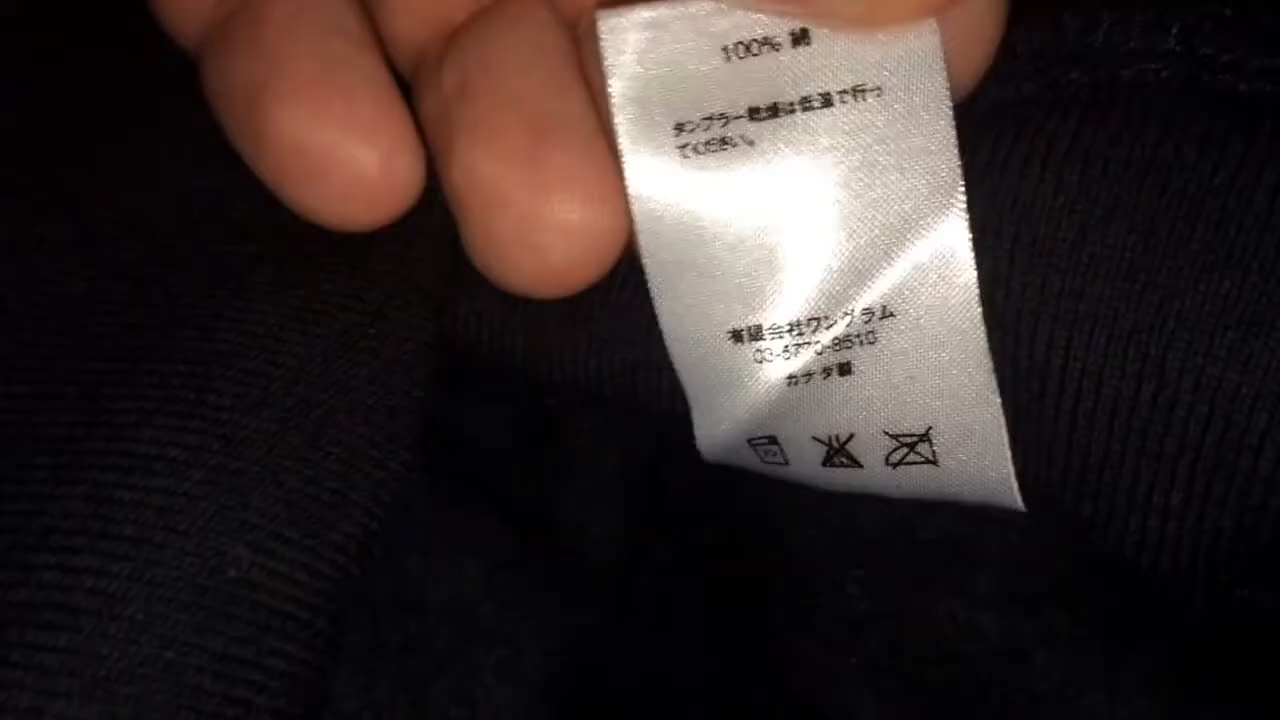 100% 綿
タンブラー乾燥は低温で行っ
て下さい
有限会社ワングラム
03-5770-8610
カナダ製